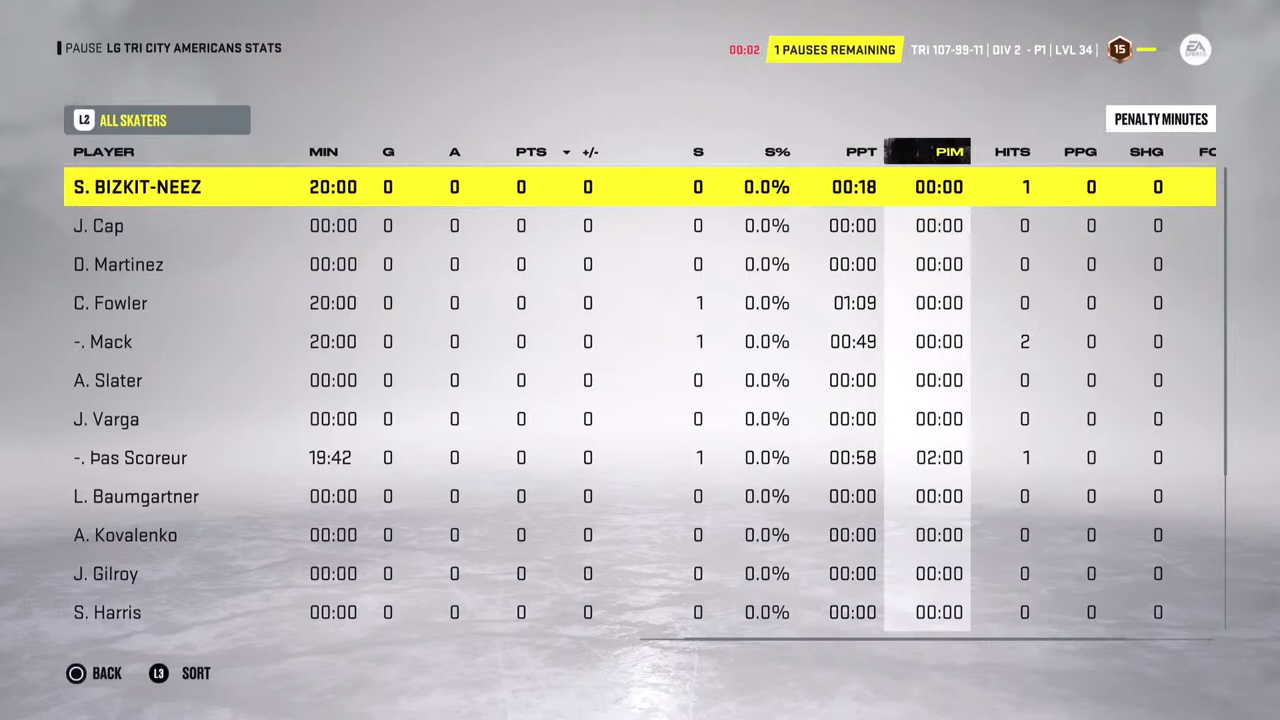 PAUSE LG TRI CITY AMERICANS STATS
00:02 1 PAUSES REMAINING TRI 107-99-11 | DIV 2 - P1 | LVL 34 | 15 EA SPORTS
L2 ALL SKATERS PENALTY MINUTES
PLAYER MIN G A PTS +/- S S% PPT PIM HITS PPG SHG FO
S. BIZKIT-NEEZ 20:00 0 0 0 0 0 0.0% 00:18 00:00 1 0 0
J. Cap 00:00 0 0 0 0 0 0.0% 00:00 00:00 0 0 0
D. Martinez 00:00 0 0 0 0 0 0.0% 00:00 00:00 0 0 0
C. Fowler 20:00 0 0 0 0 1 0.0% 01:09 00:00 0 0 0
-. Mack 20:00 0 0 0 0 1 0.0% 00:49 00:00 2 0 0
A. Slater 00:00 0 0 0 0 0 0.0% 00:00 00:00 0 0 0
J. Varga 00:00 0 0 0 0 0 0.0% 00:00 00:00 0 0 0
-. Þas Scoreur 19:42 0 0 0 0 1 0.0% 00:58 02:00 1 0 0
L. Baumgartner 00:00 0 0 0 0 0 0.0% 00:00 00:00 0 0 0
A. Kovalenko 00:00 0 0 0 0 0 0.0% 00:00 00:00 0 0 0
J. Gilroy 00:00 0 0 0 0 0 0.0% 00:00 00:00 0 0 0
S. Harris 00:00 0 0 0 0 0 0.0% 00:00 00:00 0 0 0
BACK L3 SORT